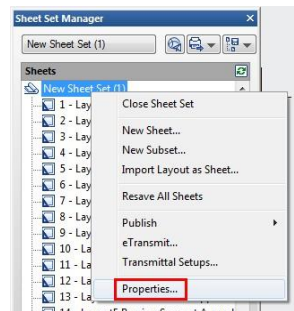 Sheet Set Manager
New Sheet Set (1)
Sheets
New Sheet Set (1)
1 - Lay
Close Sheet Set
2 - Lay
3 - Lay
New Sheet...
4 - Lay
New Subset...
5 - Lay
Import Layout as Sheet...
6 - Lay
7 - Lay
Resave All Sheets
8 - Lay
9 - Lay
Publish
10 - La
eTransmit...
11 - La
Transmittal Setups...
12 - La
Properties...
13 - La